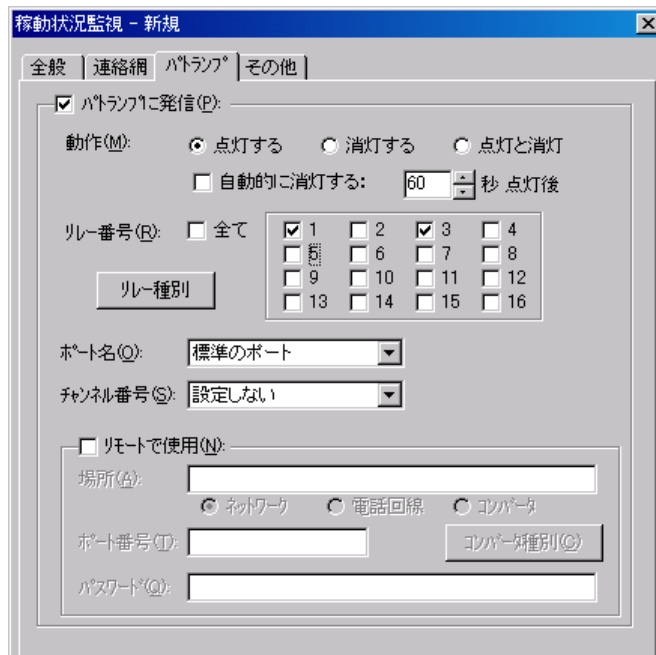 稼動状況監視 - 新規
全般 連絡網 ﾊﾟﾄﾗﾝﾌﾟ その他
ﾊﾟﾄﾗﾝﾌﾟに発信(P):
動作(M): 点灯する 消灯する 点灯と消灯
自動的に消灯する: 60 秒 点灯後
ﾘﾚｰ番号(R): 全て 1 2 3 4
5 6 7 8
9 10 11 12
ﾘﾚｰ種別 13 14 15 16
ﾎﾟｰﾄ名(O): 標準のポート
ﾁｬﾝﾈﾙ番号(S): 設定しない
ﾘﾓｰﾄで使用(N):
場所(A):
ﾈｯﾄﾜｰｸ 電話回線 ｺﾝﾊﾞｰﾀ
ﾎﾟｰﾄ番号(T): ｺﾝﾊﾞｰﾀ種別(C)
ﾊﾟｽﾜｰﾄﾞ(Q):